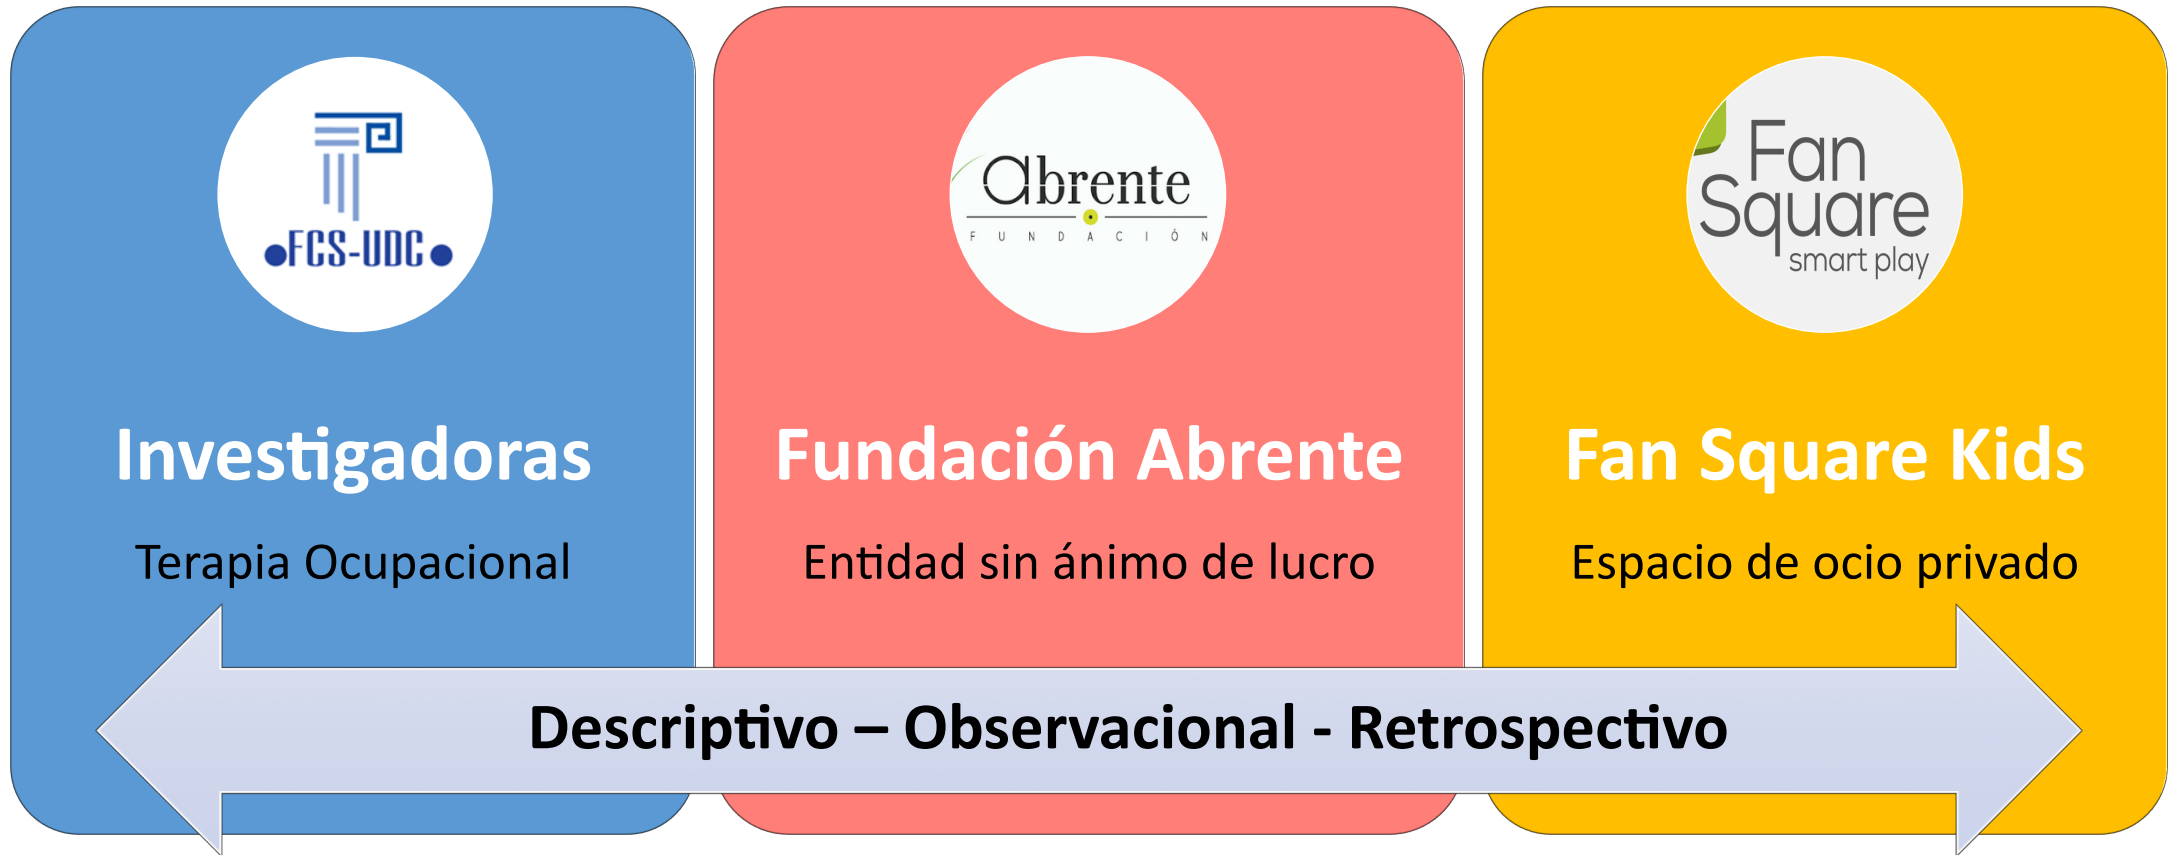 FCS-UDC
Investigadoras
Terapia Ocupacional
abrente
FUNDACIÓN
Fundación Abrente
Entidad sin ánimo de lucro
Fan
Square
smart play
Fan Square Kids
Espacio de ocio privado
Descriptivo – Observacional - Retrospectivo